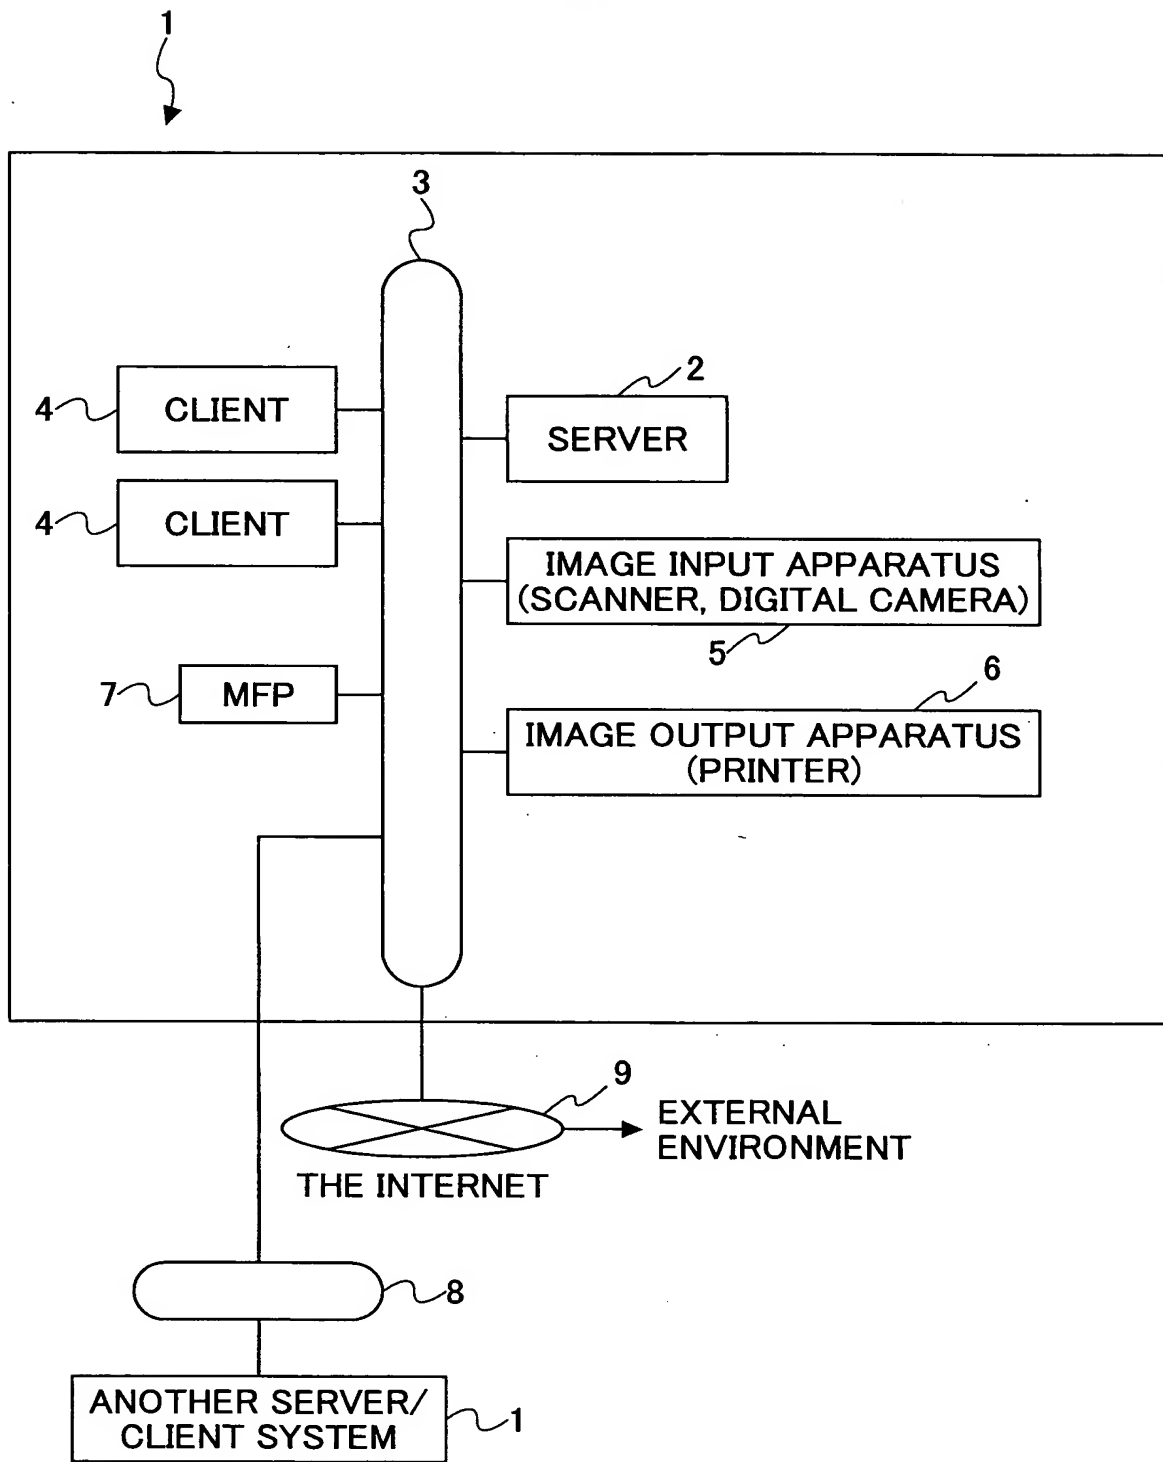 1
3
4 CLIENT
2
SERVER
4 CLIENT
IMAGE INPUT APPARATUS
(SCANNER, DIGITAL CAMERA)
5
7 MFP
6
IMAGE OUTPUT APPARATUS
(PRINTER)
9
EXTERNAL
ENVIRONMENT
THE INTERNET
8
ANOTHER SERVER/
CLIENT SYSTEM
1